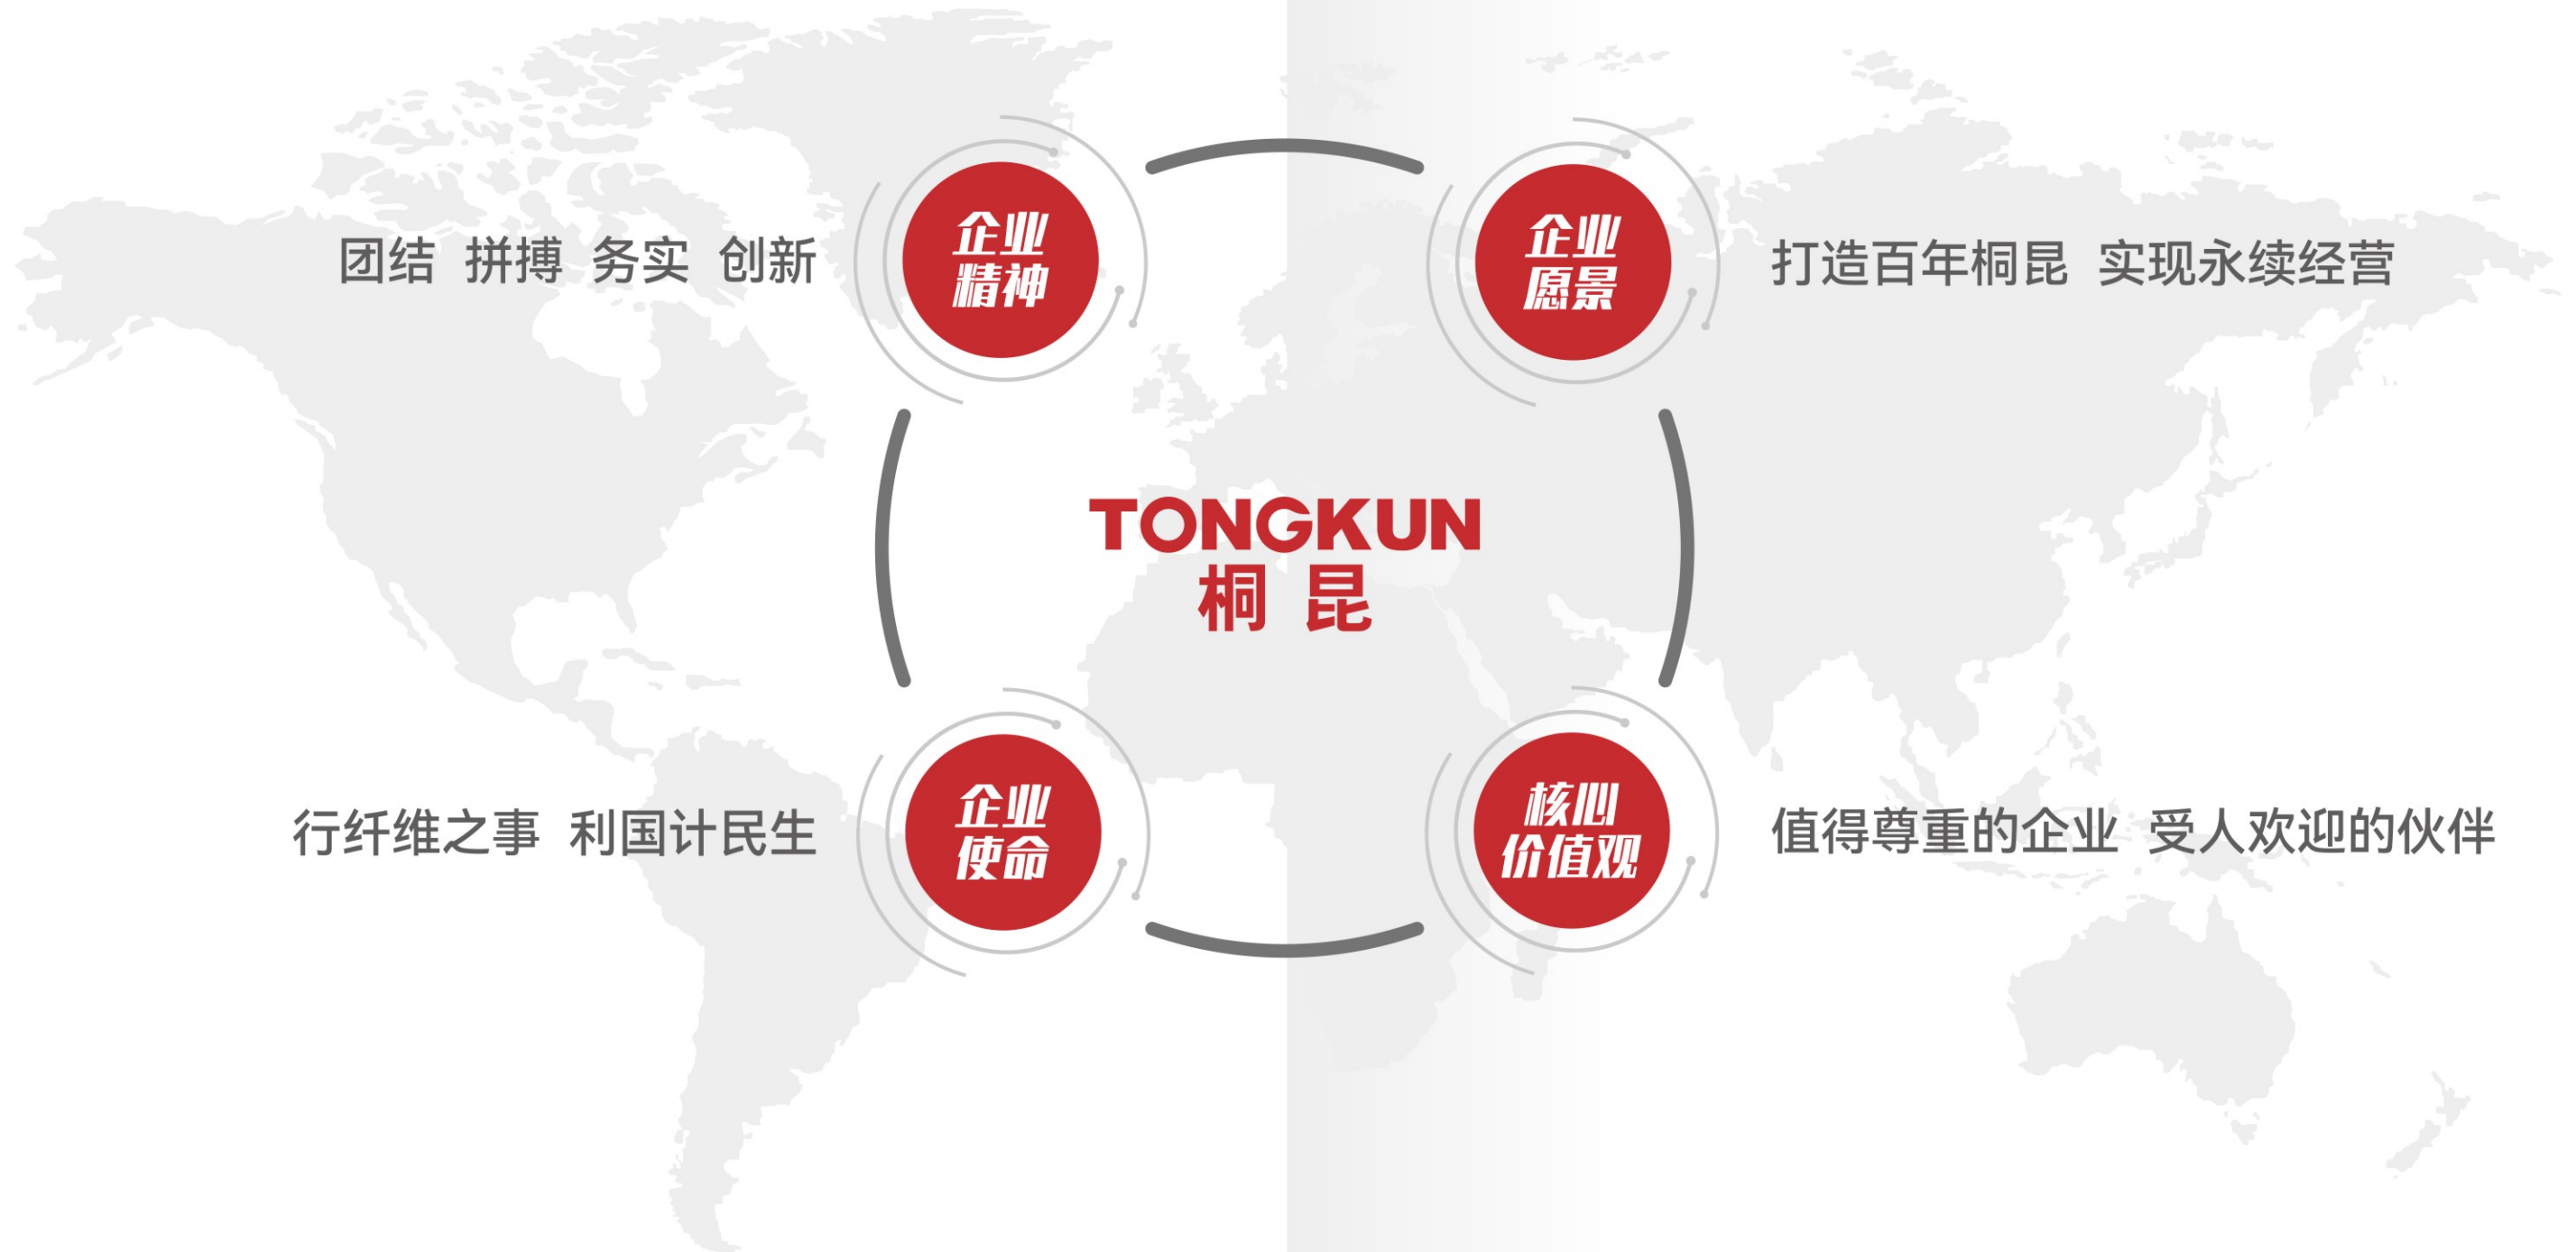 团结 拼搏 务实 创新
企业
精神
企业
愿景
打造百年桐昆 实现永续经营
TONGKUN
桐昆
行纤维之事 利国计民生
企业
使命
核心
价值观
值得尊重的企业 受人欢迎的伙伴